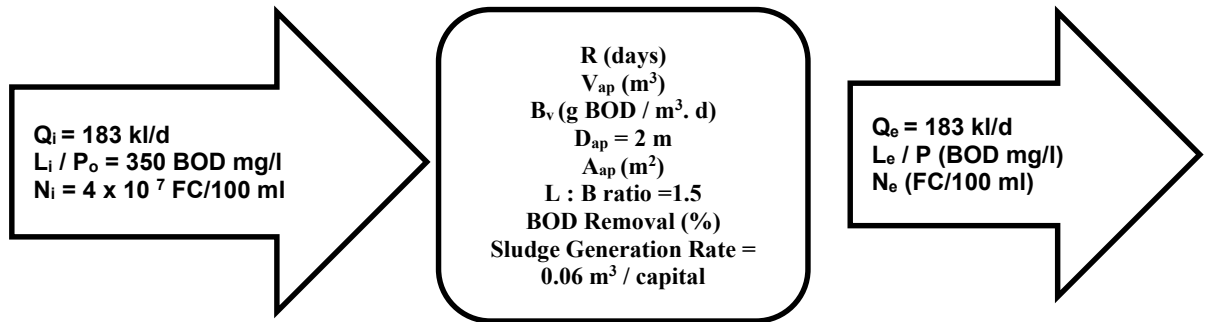 Qᵢ = 183 kl/d
Lᵢ / Pₒ = 350 BOD mg/l
Nᵢ = 4 x 10 ⁷ FC/100 ml
R (days)
Vₐₚ (m³)
Bᵥ (g BOD / m³. d)
Dₐₚ = 2 m
Aₐₚ (m²)
L : B ratio =1.5
BOD Removal (%)
Sludge Generation Rate =
0.06 m³ / capital
Qₑ = 183 kl/d
Lₑ / P (BOD mg/l)
Nₑ (FC/100 ml)